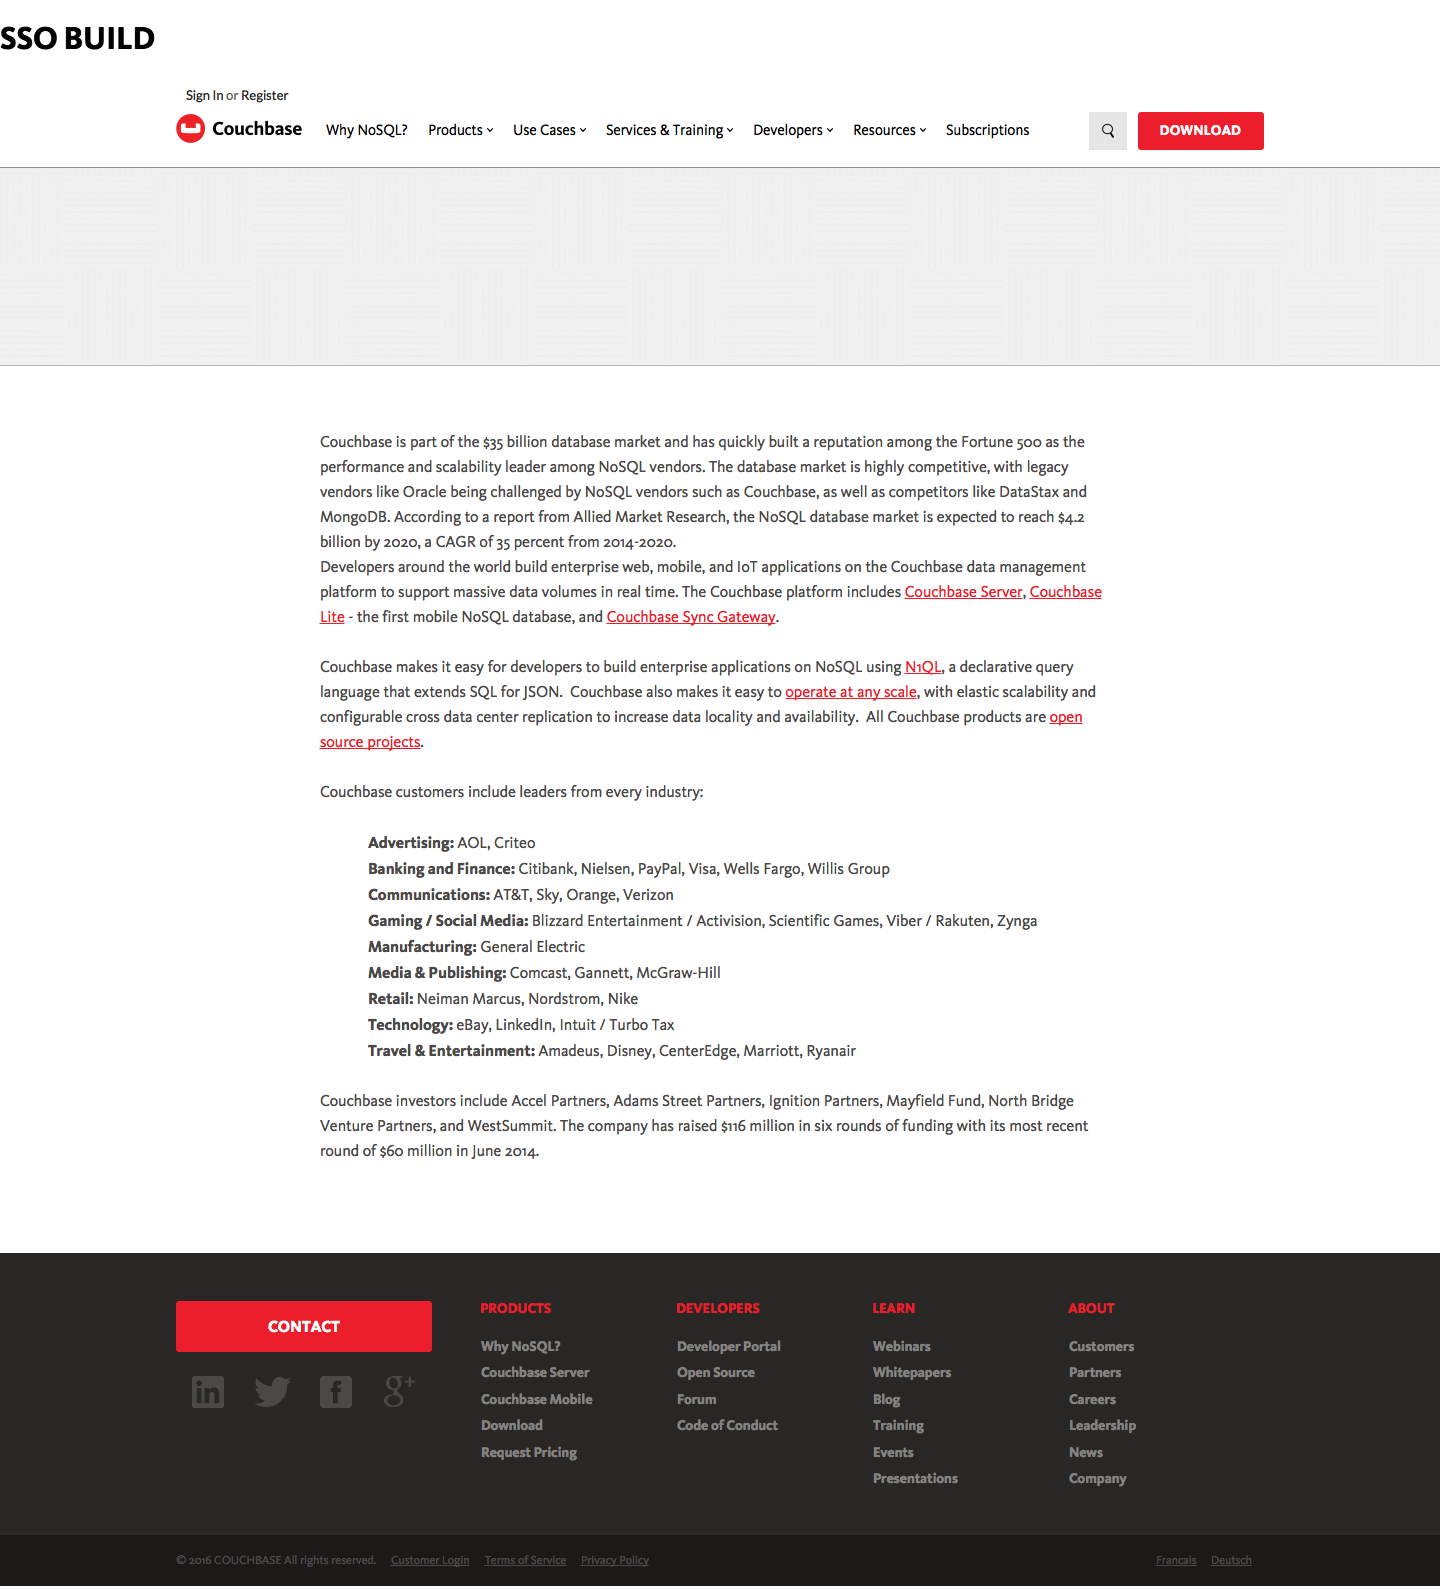 SSO BUILD
Sign In or Register
Couchbase Why NoSQL? Products Use Cases Services & Training Developers Resources Subscriptions DOWNLOAD
Couchbase is part of the $35 billion database market and has quickly built a reputation among the Fortune 500 as the
performance and scalability leader among NoSQL vendors. The database market is highly competitive, with legacy
vendors like Oracle being challenged by NoSQL vendors such as Couchbase, as well as competitors like DataStax and
MongoDB. According to a report from Allied Market Research, the NoSQL database market is expected to reach $4.2
billion by 2020, a CAGR of 35 percent from 2014-2020.
Developers around the world build enterprise web, mobile, and IoT applications on the Couchbase data management
platform to support massive data volumes in real time. The Couchbase platform includes Couchbase Server, Couchbase
Lite - the first mobile NoSQL database, and Couchbase Sync Gateway.
Couchbase makes it easy for developers to build enterprise applications on NoSQL using N1QL, a declarative query
language that extends SQL for JSON.  Couchbase also makes it easy to operate at any scale, with elastic scalability and
configurable cross data center replication to increase data locality and availability.  All Couchbase products are open
source projects.
Couchbase customers include leaders from every industry:
Advertising: AOL, Criteo
Banking and Finance: Citibank, Nielsen, PayPal, Visa, Wells Fargo, Willis Group
Communications: AT&T, Sky, Orange, Verizon
Gaming / Social Media: Blizzard Entertainment / Activision, Scientific Games, Viber / Rakuten, Zynga
Manufacturing: General Electric
Media & Publishing: Comcast, Gannett, McGraw-Hill
Retail: Neiman Marcus, Nordstrom, Nike
Technology: eBay, LinkedIn, Intuit / Turbo Tax
Travel & Entertainment: Amadeus, Disney, CenterEdge, Marriott, Ryanair
Couchbase investors include Accel Partners, Adams Street Partners, Ignition Partners, Mayfield Fund, North Bridge
Venture Partners, and WestSummit. The company has raised $116 million in six rounds of funding with its most recent
round of $60 million in June 2014.
CONTACT
in f g+
PRODUCTS
Why NoSQL?
Couchbase Server
Couchbase Mobile
Download
Request Pricing
DEVELOPERS
Developer Portal
Open Source
Forum
Code of Conduct
LEARN
Webinars
Whitepapers
Blog
Training
Events
Presentations
ABOUT
Customers
Partners
Careers
Leadership
News
Company
© 2016 COUCHBASE All rights reserved. Customer Login Terms of Service Privacy Policy Francais Deutsch